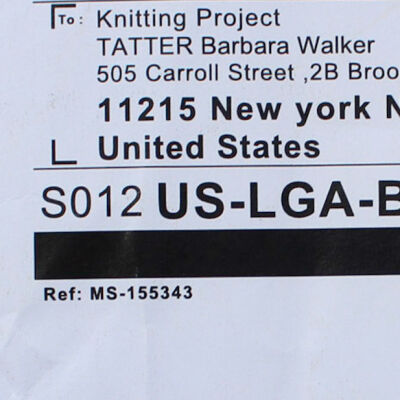 To: Knitting Project
TATTER Barbara Walker
505 Carroll Street ,2B Broo
11215 New york N
United States
S012 US-LGA-B
Ref: MS-155343